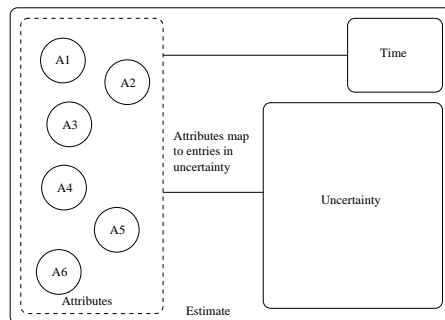 A1
A2
A3
A4
A5
A6
Attributes
Time
Attributes map
to entries in
uncertainty
Uncertainty
Estimate